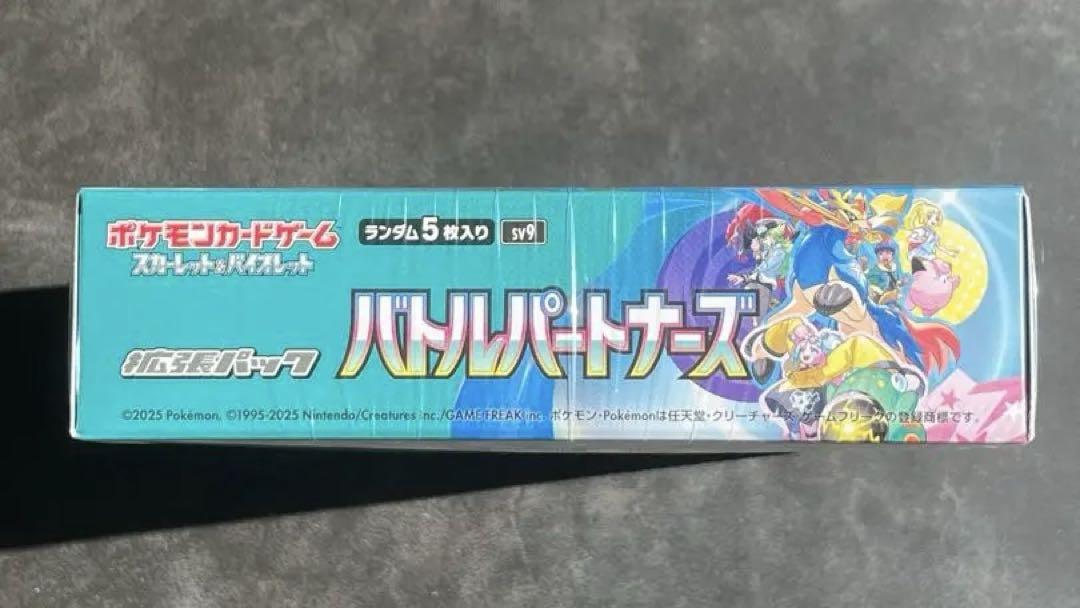 ポケモンカードゲーム
スカーレット&バイオレット
ランダム5枚入り
sv9
拡張パック
バトルパートナーズ
©2025 Pokémon. ©1995-2025 Nintendo/Creatures Inc./GAME FREAK inc. ポケモン・Pokémonは任天堂・クリーチャーズ・ゲームフリークの登録商標です。